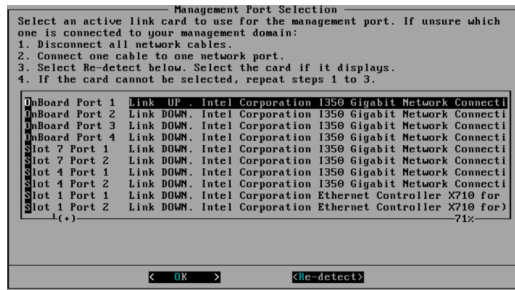 Management Port Selection
Select an active link card to use for the management port. If unsure which
one is connected to your management domain:
1. Disconnect all network cables.
2. Connect one cable to one network port.
3. Select Re-detect below. Select the card if it displays.
4. If the card cannot be selected, repeat steps 1 to 3.
OnBoard Port 1 Link UP . Intel Corporation I350 Gigabit Network Connecti
OnBoard Port 2 Link DOWN. Intel Corporation I350 Gigabit Network Connecti
OnBoard Port 3 Link DOWN. Intel Corporation I350 Gigabit Network Connecti
OnBoard Port 4 Link DOWN. Intel Corporation I350 Gigabit Network Connecti
Slot 7 Port 1 Link DOWN. Intel Corporation I350 Gigabit Network Connecti
Slot 7 Port 2 Link DOWN. Intel Corporation I350 Gigabit Network Connecti
Slot 4 Port 1 Link DOWN. Intel Corporation I350 Gigabit Network Connecti
Slot 4 Port 2 Link DOWN. Intel Corporation I350 Gigabit Network Connecti
Slot 1 Port 1 Link DOWN. Intel Corporation Ethernet Controller X710 for
Slot 1 Port 2 Link DOWN. Intel Corporation Ethernet Controller X710 for)
(+) 71%
< OK > <Re-detect>